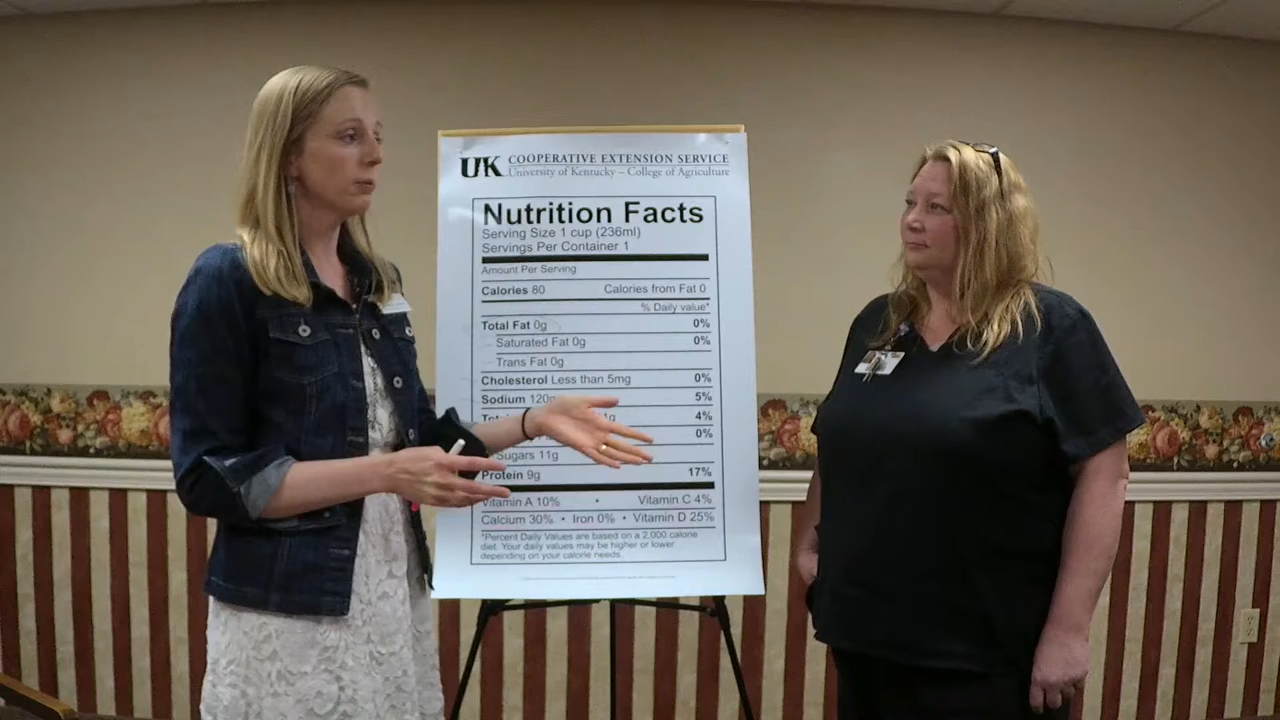 UK COOPERATIVE EXTENSION SERVICE
University of Kentucky – College of Agriculture
Nutrition Facts
Serving Size 1 cup (236ml)
Servings Per Container 1
Amount Per Serving
Calories 80 Calories from Fat 0
% Daily value*
Total Fat 0g 0%
Saturated Fat 0g 0%
Trans Fat 0g
Cholesterol Less than 5mg 0%
Sodium 5%
4%
0%
Sugars 11g
Protein 9g 17%
Vitamin A 10% • Vitamin C 4%
Calcium 30% • Iron 0% • Vitamin D 25%
*Percent Daily Values are based on a 2,000 calorie
diet. Your daily values may be higher or lower
depending on your calorie needs.